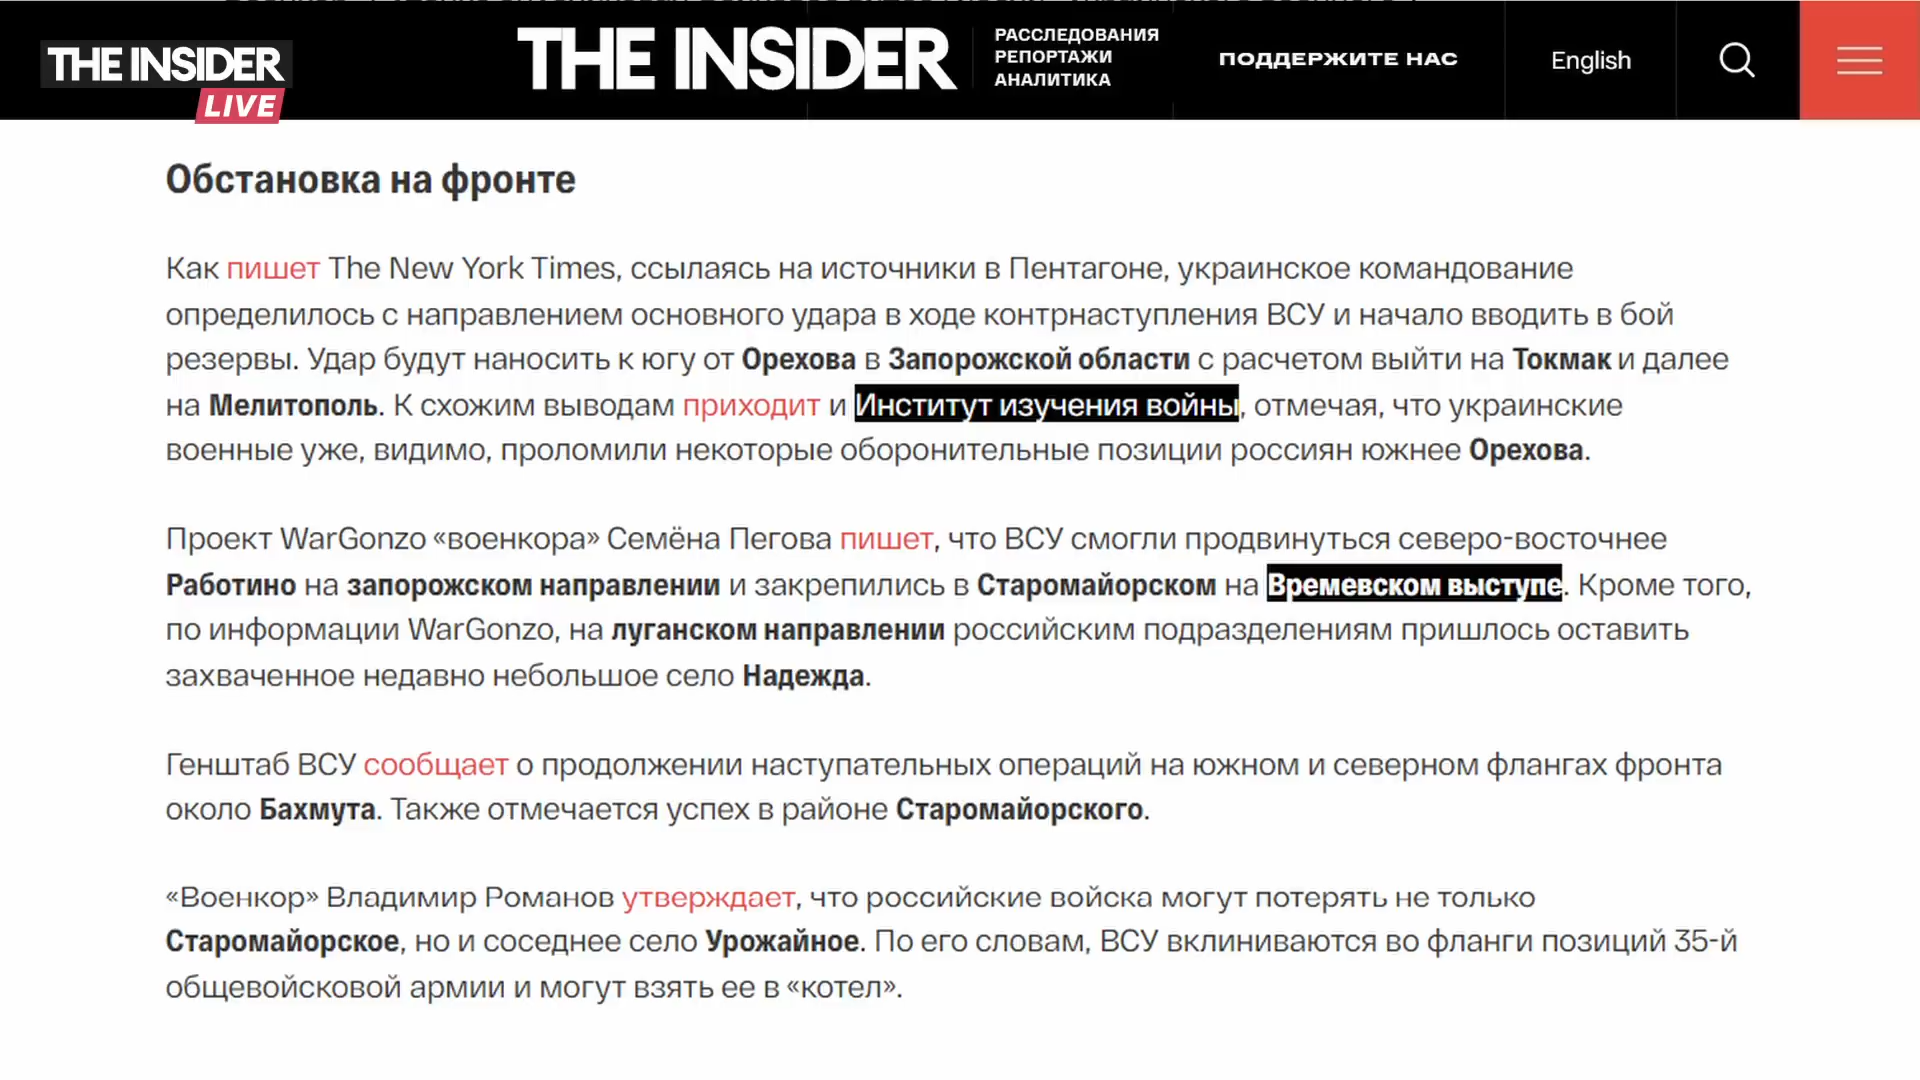 THE INSIDER
LIVE
THE INSIDER
РАССЛЕДОВАНИЯ
РЕПОРТАЖИ
АНАЛИТИКА
ПОДДЕРЖИТЕ НАС
English
Обстановка на фронте
Как пишет The New York Times, ссылаясь на источники в Пентагоне, украинское командование
определилось с направлением основного удара в ходе контрнаступления ВСУ и начало вводить в бой
резервы. Удар будут наносить к югу от Орехова в Запорожской области с расчетом выйти на Токмак и далее
на Мелитополь. К схожим выводам приходит и Институт изучения войны, отмечая, что украинские
военные уже, видимо, проломили некоторые оборонительные позиции россиян южнее Орехова.
Проект WarGonzo «военкора» Семёна Пегова пишет, что ВСУ смогли продвинуться северо-восточнее
Работино на запорожском направлении и закрепились в Старомайорском на Времевском выступе. Кроме того,
по информации WarGonzo, на луганском направлении российским подразделениям пришлось оставить
захваченное недавно небольшое село Надежда.
Генштаб ВСУ сообщает о продолжении наступательных операций на южном и северном флангах фронта
около Бахмута. Также отмечается успех в районе Старомайорского.
«Военкор» Владимир Романов утверждает, что российские войска могут потерять не только
Старомайорское, но и соседнее село Урожайное. По его словам, ВСУ вклиниваются во фланги позиций 35-й
общевойсковой армии и могут взять ее в «котел».